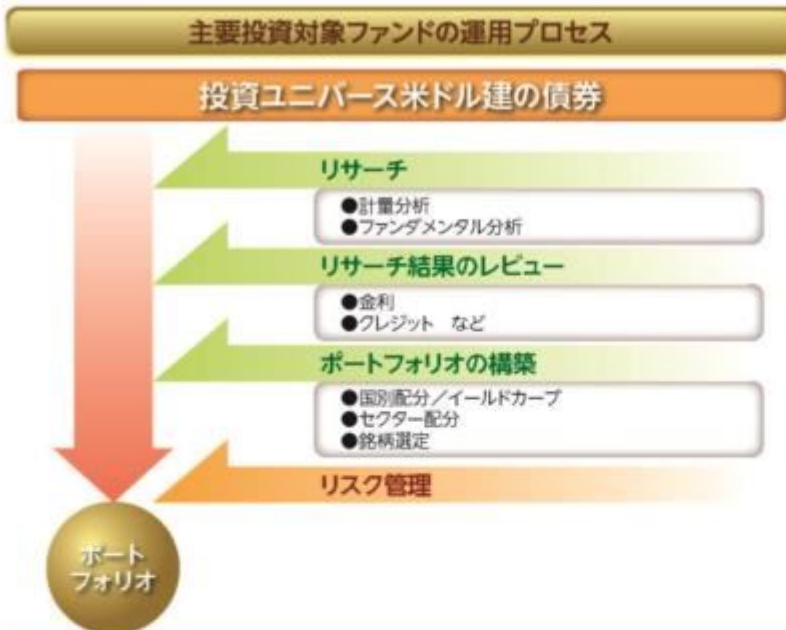 主要投資対象ファンドの運用プロセス
投資ユニバース米ドル建の債券
リサーチ
●計量分析
●ファンダメンタル分析
リサーチ結果のレビュー
●金利
●クレジット　など
ポートフォリオの構築
●国別配分／イールドカーブ
●セクター配分
●銘柄選定
リスク管理
ポート
フォリオ